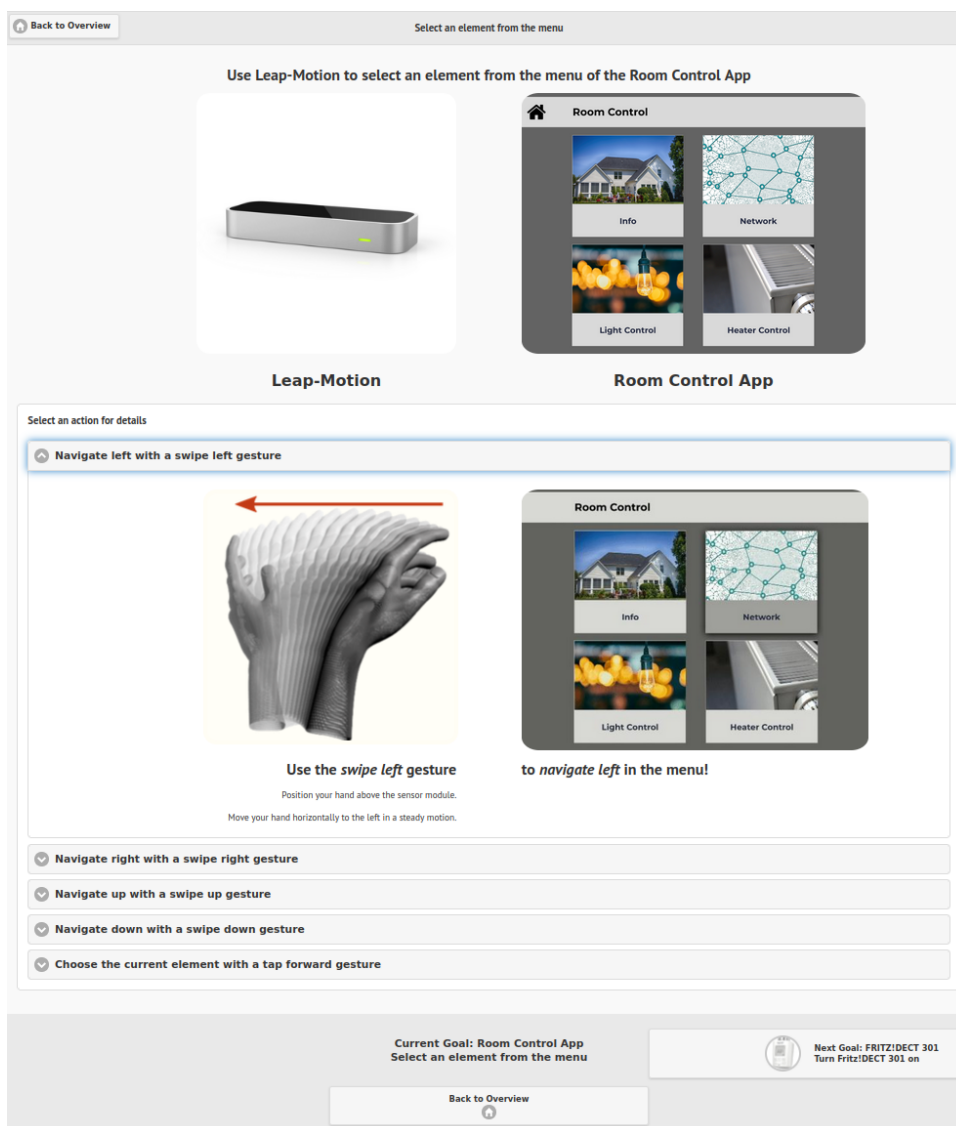 Back to Overview
Select an element from the menu
Use Leap-Motion to select an element from the menu of the Room Control App
Room Control
Info
Network
Light Control
Heater Control
Leap-Motion
Room Control App
Select an action for details
Navigate left with a swipe left gesture
Room Control
Info
Network
Light Control
Heater Control
Use the swipe left gesture
to navigate left in the menu!
Position your hand above the sensor module.
Move your hand horizontally to the left in a steady motion.
Navigate right with a swipe right gesture
Navigate up with a swipe up gesture
Navigate down with a swipe down gesture
Choose the current element with a tap forward gesture
Current Goal: Room Control App
Select an element from the menu
Next Goal: FRITZ!DECT 301
Turn Fritz!DECT 301 on
Back to Overview